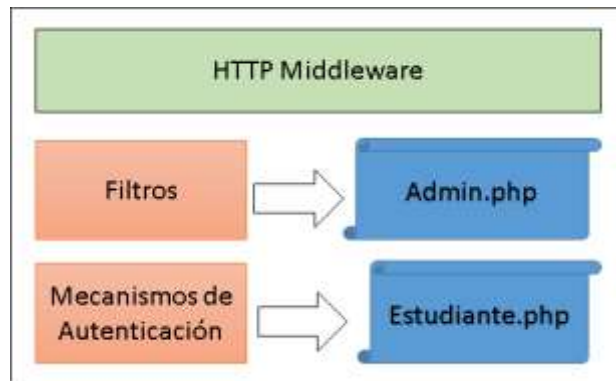 HTTP Middleware
Filtros
Admin.php
Mecanismos de
Autenticación
Estudiante.php